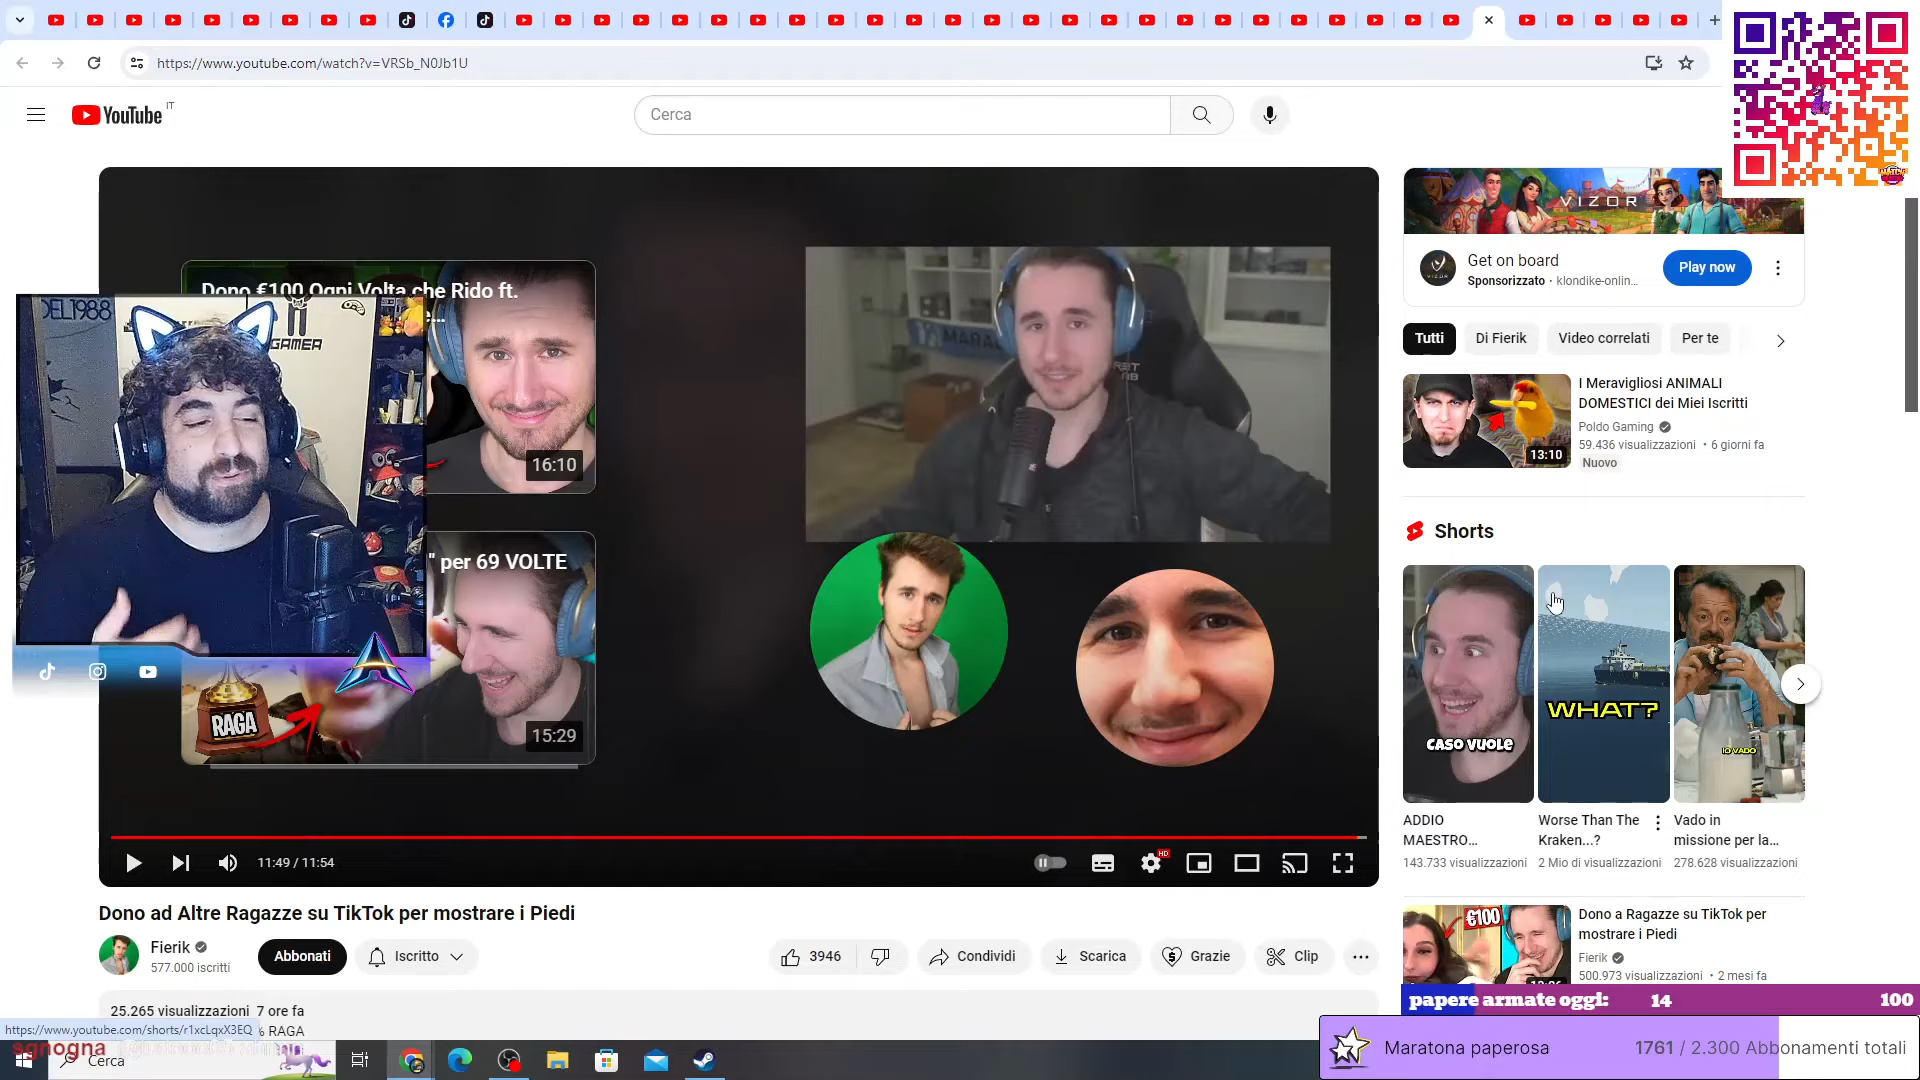 https://www.youtube.com/watch?v=VRSb_N0Jb1U
YouTube IT
Cerca
Dono €100 Ogni Volta che Rido ft.
e...
16:10
DEL1988
GAMER
" per 69 VOLTE
RAGA
15:29
11:49 / 11:54
HD
Dono ad Altre Ragazze su TikTok per mostrare i Piedi
Fierik
577.000 iscritti
Abbonati
Iscritto
3946
Condividi
Scarica
Grazie
Clip
25.265 visualizzazioni 7 ore fa
% RAGA
https://www.youtube.com/shorts/r1xcLqxX3EQ
sgnogna
Cerca
VIZOR
Get on board
Sponsorizzato · klondike-onlin...
Play now
Tutti
Di Fierik
Video correlati
Per te
13:10
I Meravigliosi ANIMALI
DOMESTICI dei Miei Iscritti
Poldo Gaming
59.436 visualizzazioni • 6 giorni fa
Nuovo
Shorts
CASO VUOLE
WHAT?
IO VADO
ADDIO
MAESTRO...
143.733 visualizzazioni
Worse Than The
Kraken...?
2 Mio di visualizzazioni
Vado in
missione per la...
278.628 visualizzazioni
€100
Dono a Ragazze su TikTok per
mostrare i Piedi
Fierik
500.973 visualizzazioni • 2 mesi fa
papere armate oggi: 14 100
Maratona paperosa 1761 / 2.300 Abbonamenti totali